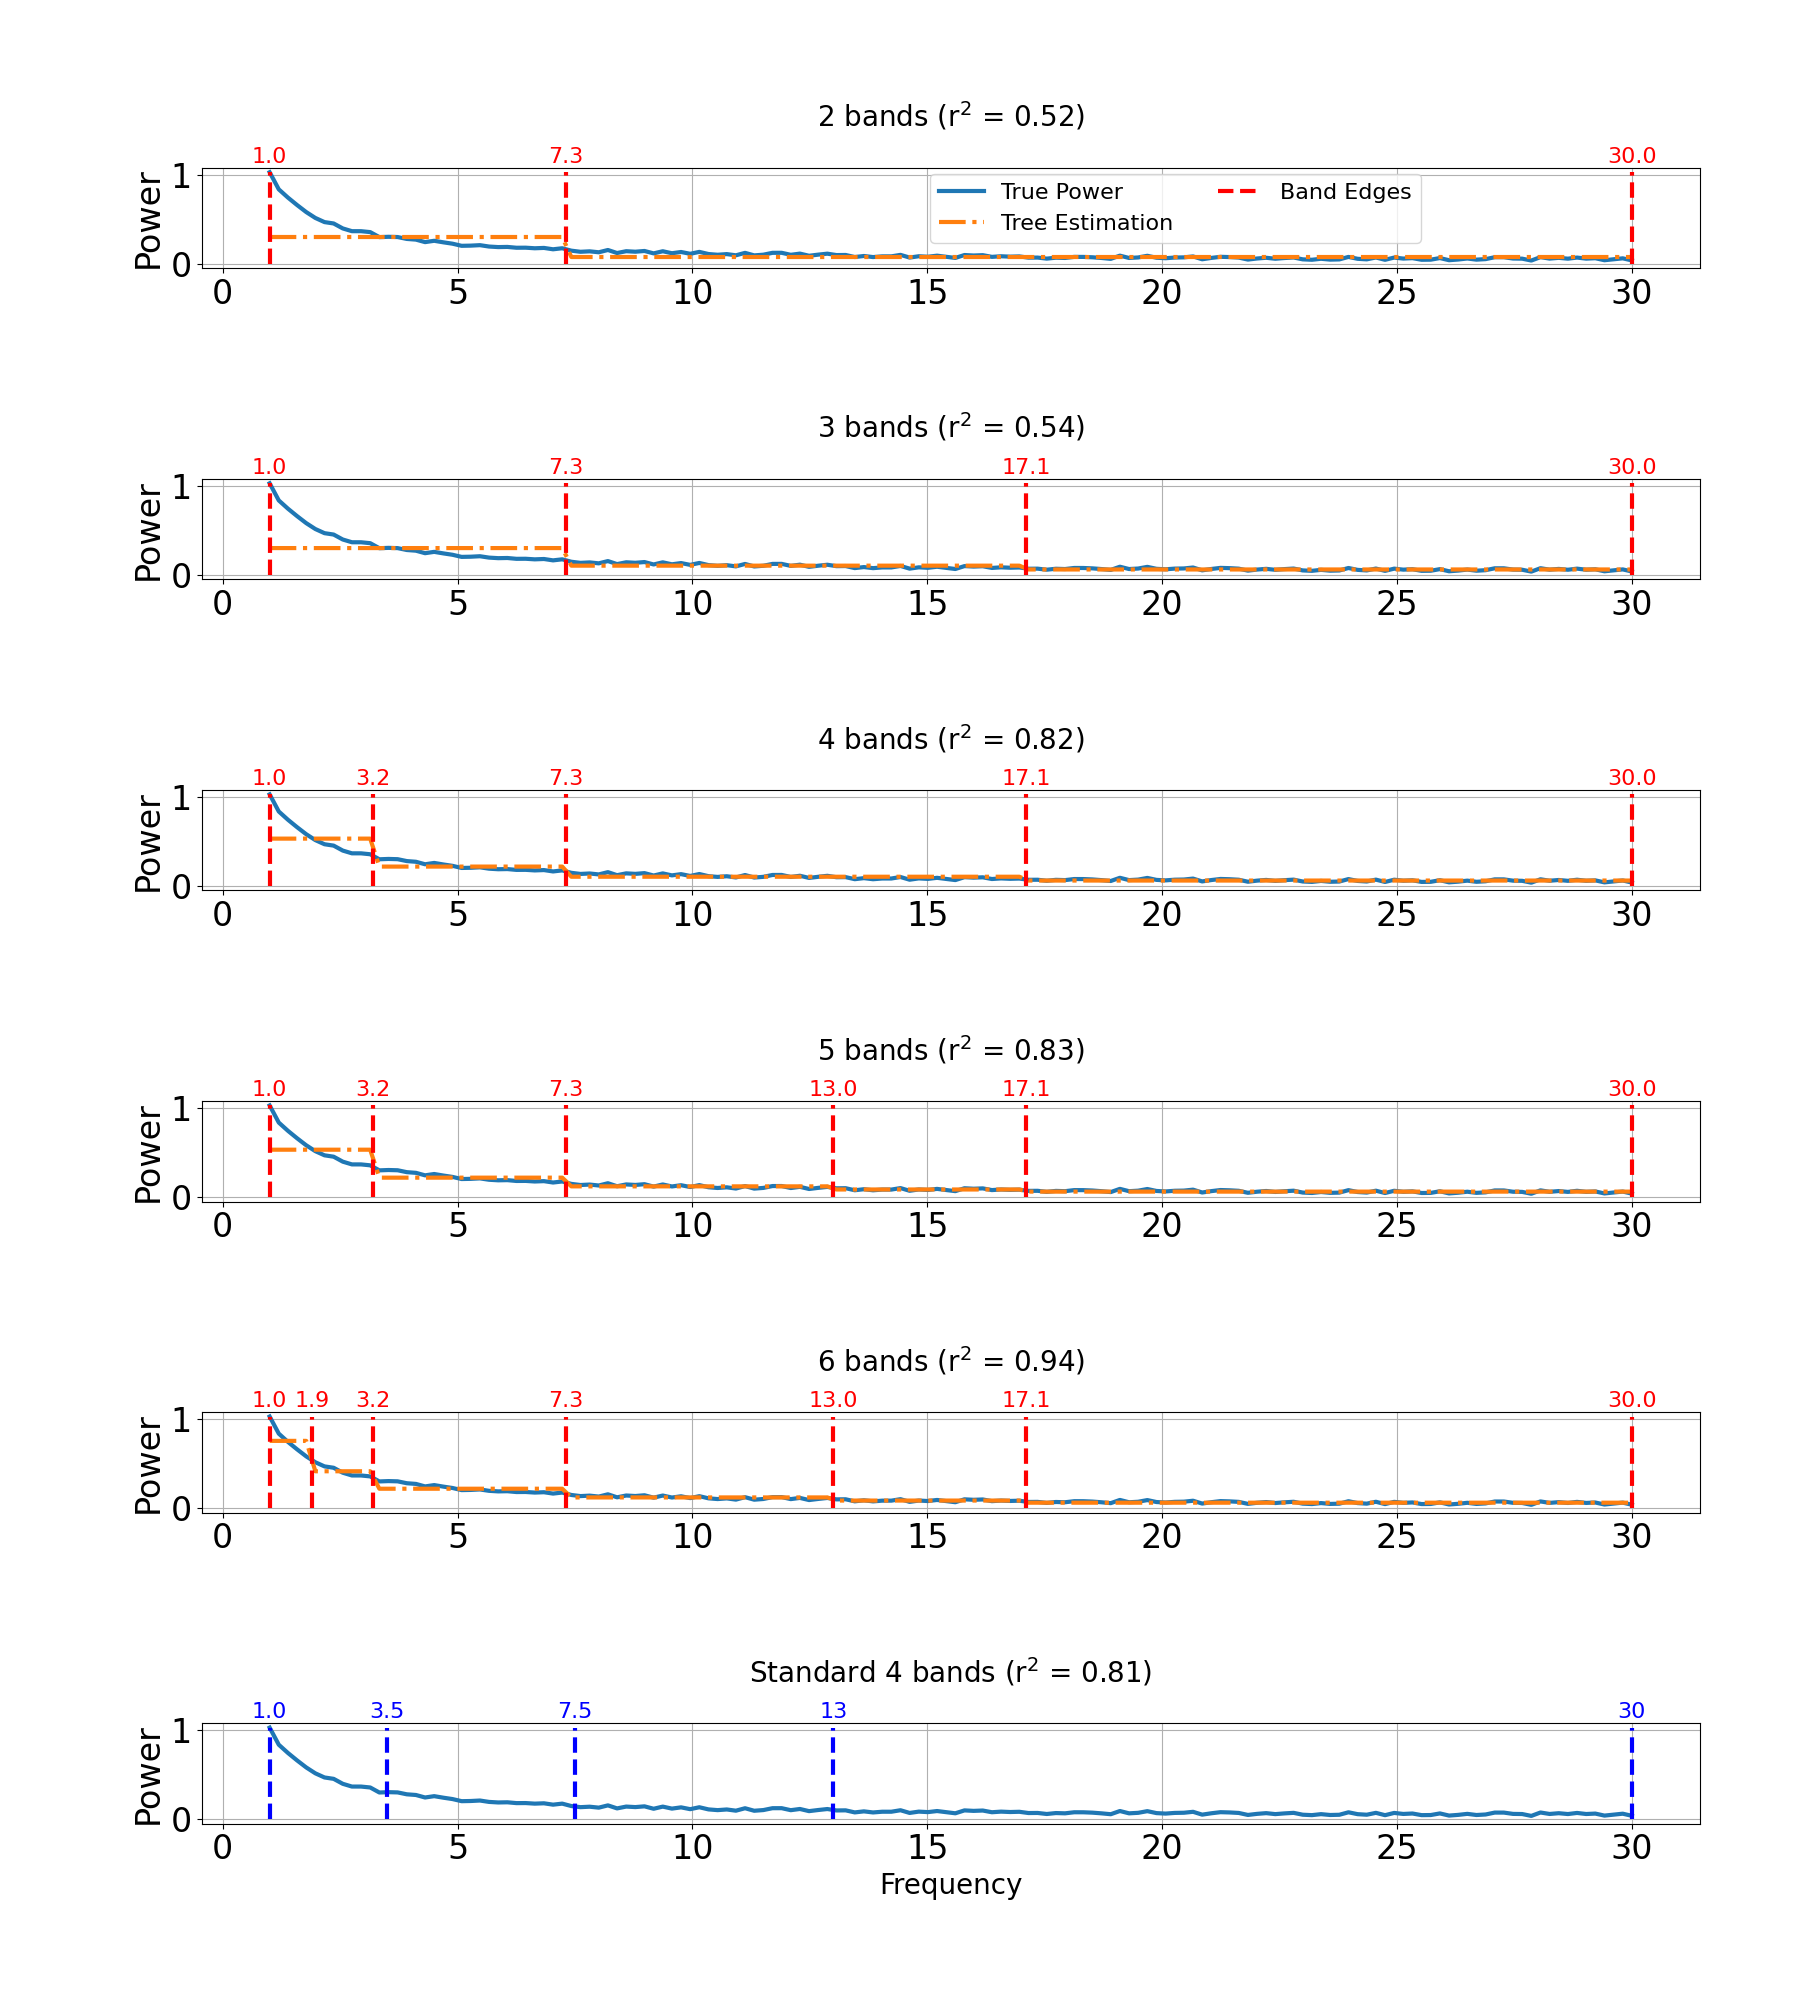 2 bands (r² = 0.52)
1.0 7.3 30.0
Power
1
0
True Power Band Edges
Tree Estimation
0 5 10 15 20 25 30
3 bands (r² = 0.54)
1.0 7.3 17.1 30.0
Power
1
0
0 5 10 15 20 25 30
4 bands (r² = 0.82)
1.0 3.2 7.3 17.1 30.0
Power
1
0
0 5 10 15 20 25 30
5 bands (r² = 0.83)
1.0 3.2 7.3 13.0 17.1 30.0
Power
1
0
0 5 10 15 20 25 30
6 bands (r² = 0.94)
1.0 1.9 3.2 7.3 13.0 17.1 30.0
Power
1
0
0 5 10 15 20 25 30
Standard 4 bands (r² = 0.81)
1.0 3.5 7.5 13 30
Power
1
0
0 5 10 15 20 25 30
Frequency